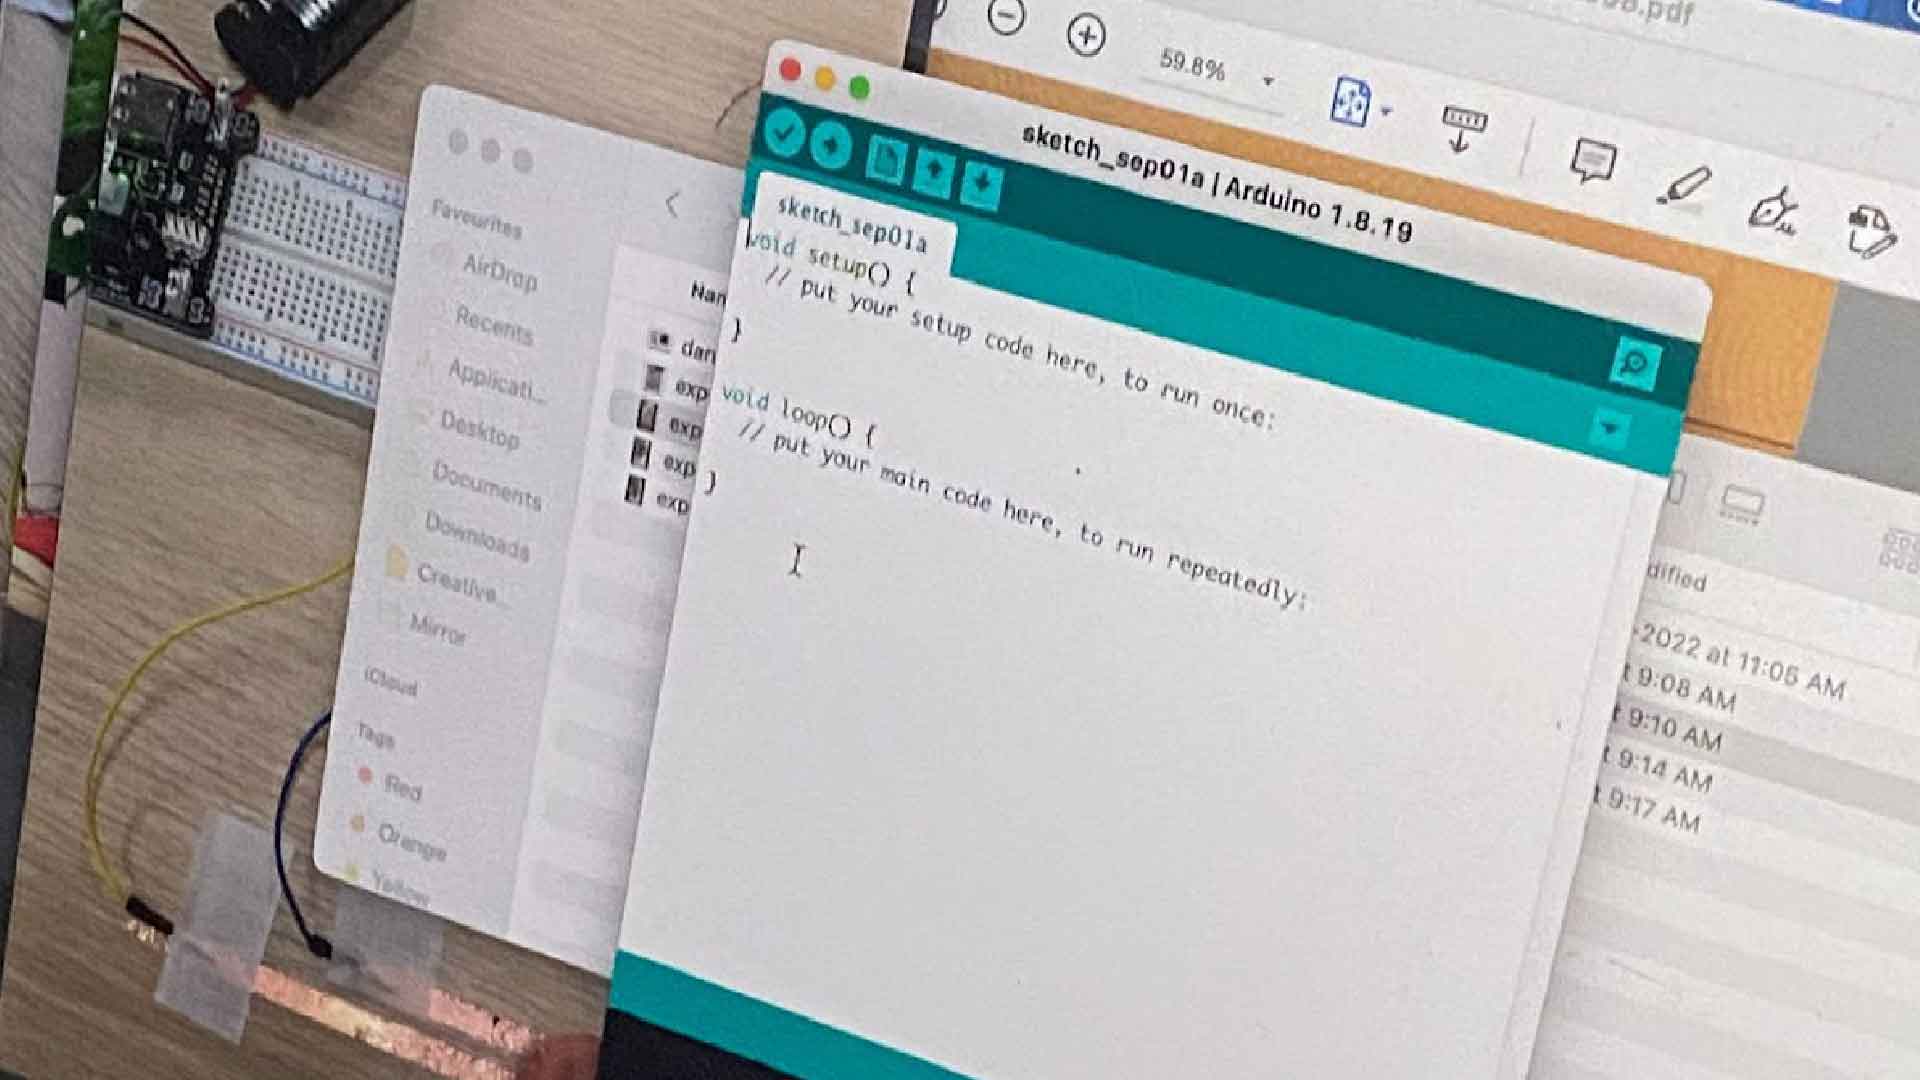 .pdf
59.8%
sketch_sep01a | Arduino 1.8.19
sketch_sep01a
void setup() {
// put your setup code here, to run once:
}
void loop() {
// put your main code here, to run repeatedly:
}
Favourites
AirDrop
Recents
Applicati...
Desktop
Documents
Downloads
Creative...
Mirror
iCloud
Tags
Red
Orange
Yellow
Nam
dan
exp
exp
exp
exp
dified
-2022 at 11:05 AM
t 9:08 AM
t 9:10 AM
t 9:14 AM
t 9:17 AM